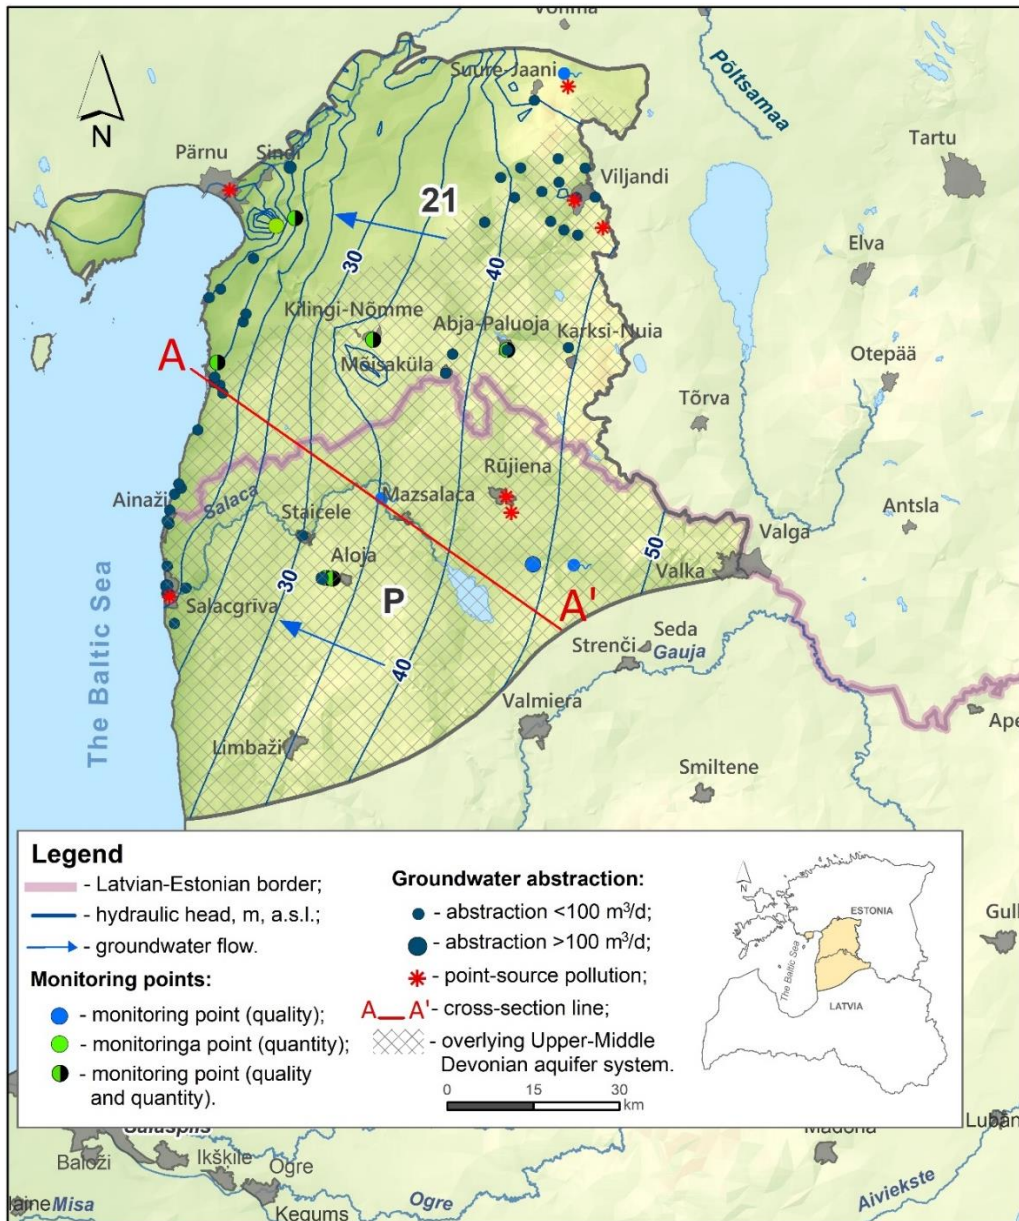 Võhma
Põltsamaa
Suure-Jaani
N
Tartu
Pärnu
Sindi
Viljandi
21
Elva
30
40
Kilingi-Nõmme
Abja-Paluoja
Karksi-Nuia
A
Mõisaküla
Otepää
Tõrva
Rūjiena
Ainaži
Salaca
Mazsalaca
Antsla
Staicele
Valga
Aloja
50
Valka
30
P
A'
Salacgrīva
Seda
Strenči
Gauja
The Baltic Sea
40
Valmiera
Ape
Limbaži
Smiltene
Legend
- Latvian-Estonian border;
- hydraulic head, m, a.s.l.;
- groundwater flow.
Monitoring points:
- monitoring point (quality);
- monitoringa point (quantity);
- monitoring point (quality
and quantity).
Groundwater abstraction:
- abstraction <100 m³/d;
- abstraction >100 m³/d;
- point-source pollution;
A A' - cross-section line;
- overlying Upper-Middle
Devonian aquifer system.
0 15 30
km
N
ESTONIA
The Baltic Sea
LATVIA
Gul
Salaspils
Madona
Lubān
Baloži
Ikšķile
Ogre
laine
Misa
Ogre
Aiviekste
Ķegums